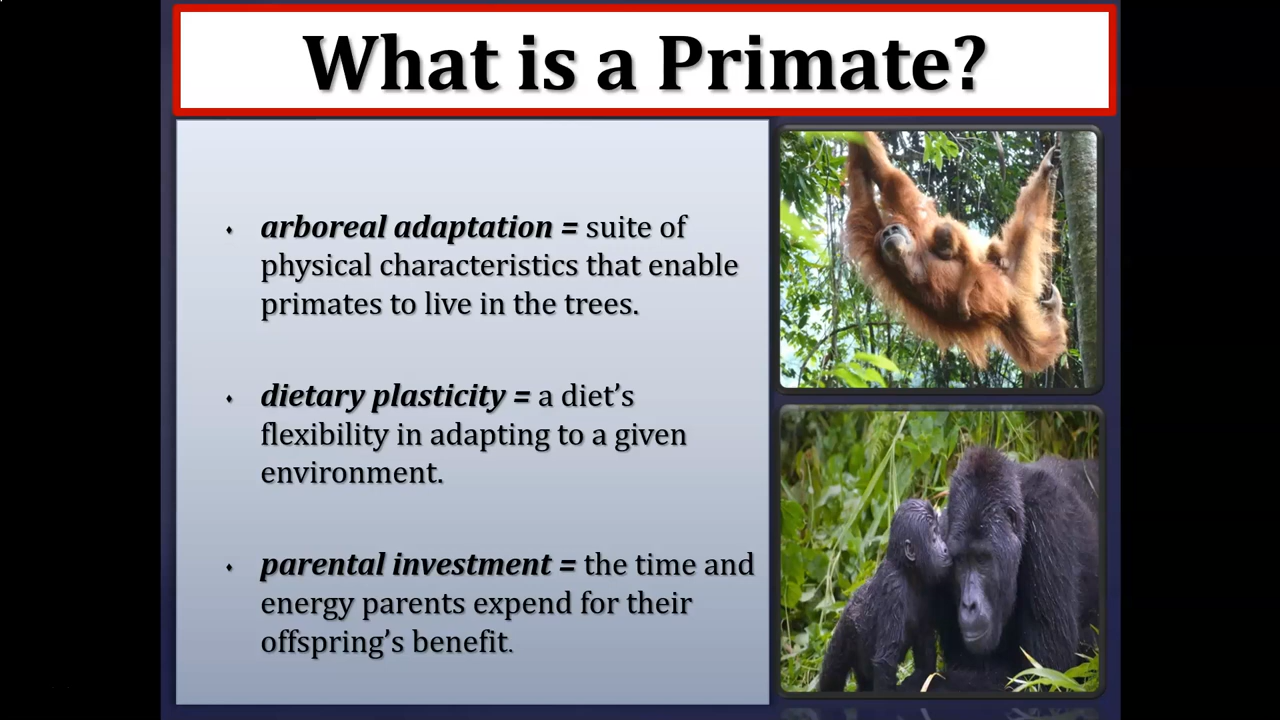 What is a Primate?
arboreal adaptation = suite of
physical characteristics that enable
primates to live in the trees.
dietary plasticity = a diet’s
flexibility in adapting to a given
environment.
parental investment = the time and
energy parents expend for their
offspring’s benefit.